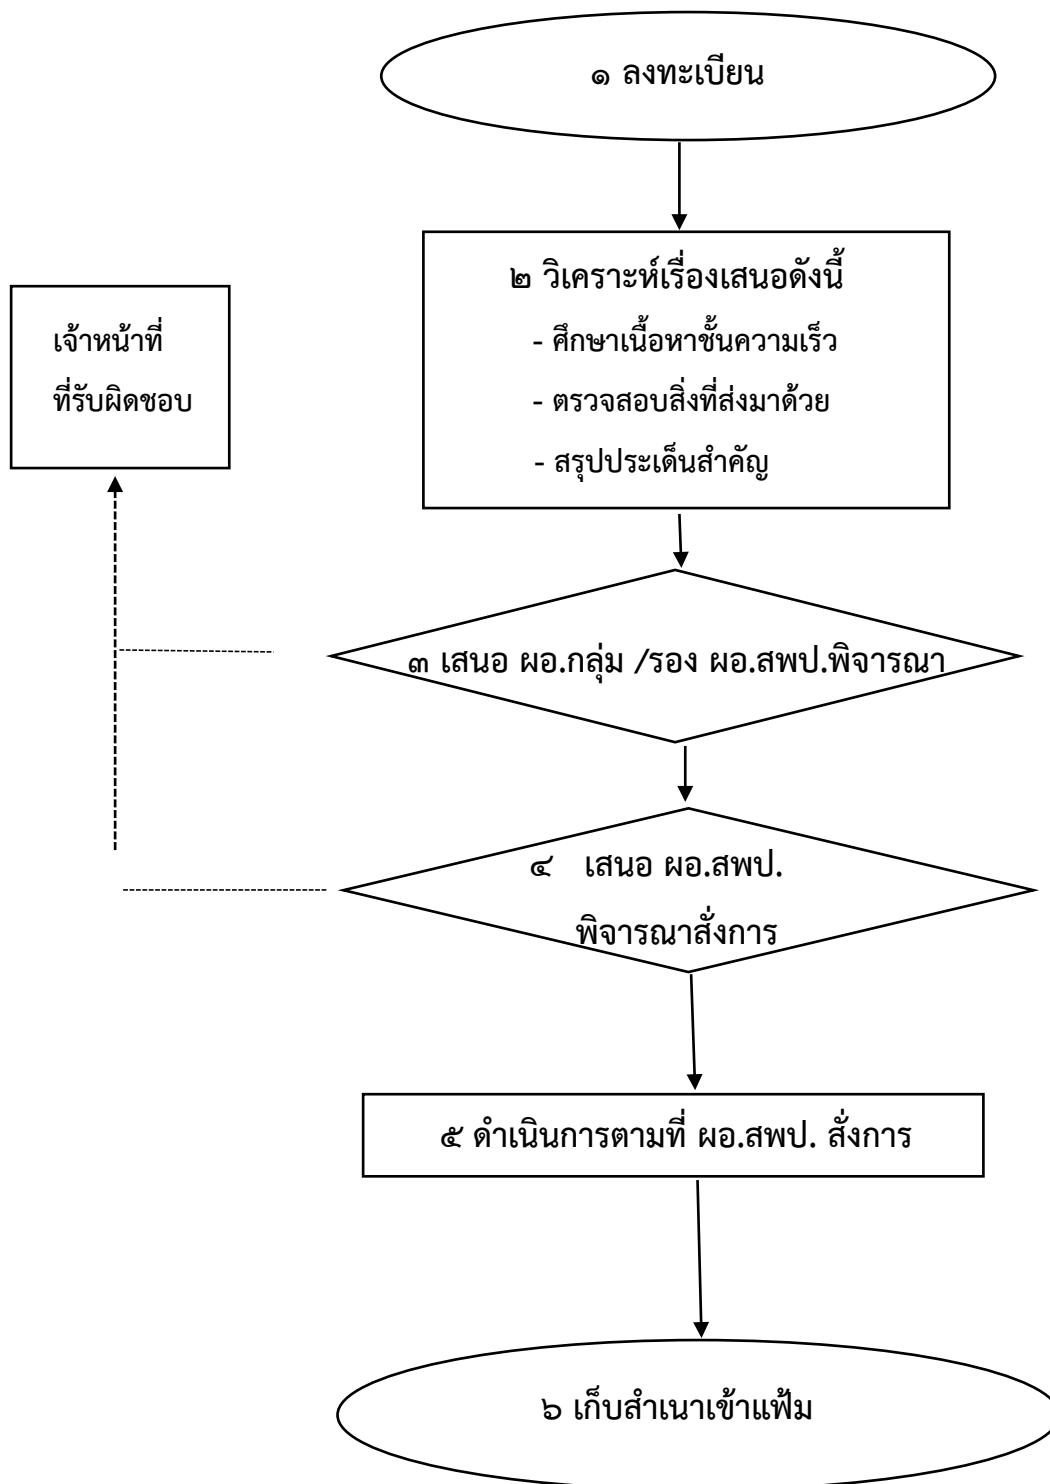 ๑ ลงทะเบียน
๒ วิเคราะห์เรื่องเสนอดังนี้
- ศึกษาเนื้อหาชั้นความเร็ว
- ตรวจสอบสิ่งที่ส่งมาด้วย
- สรุปประเด็นสำคัญ
เจ้าหน้าที่
ที่รับผิดชอบ
๓ เสนอ ผอ.กลุ่ม /รอง ผอ.สพป.พิจารณา
๔ เสนอ ผอ.สพป.
พิจารณาสั่งการ
๕ ดำเนินการตามที่ ผอ.สพป. สั่งการ
๖ เก็บสำเนาเข้าแฟ้ม